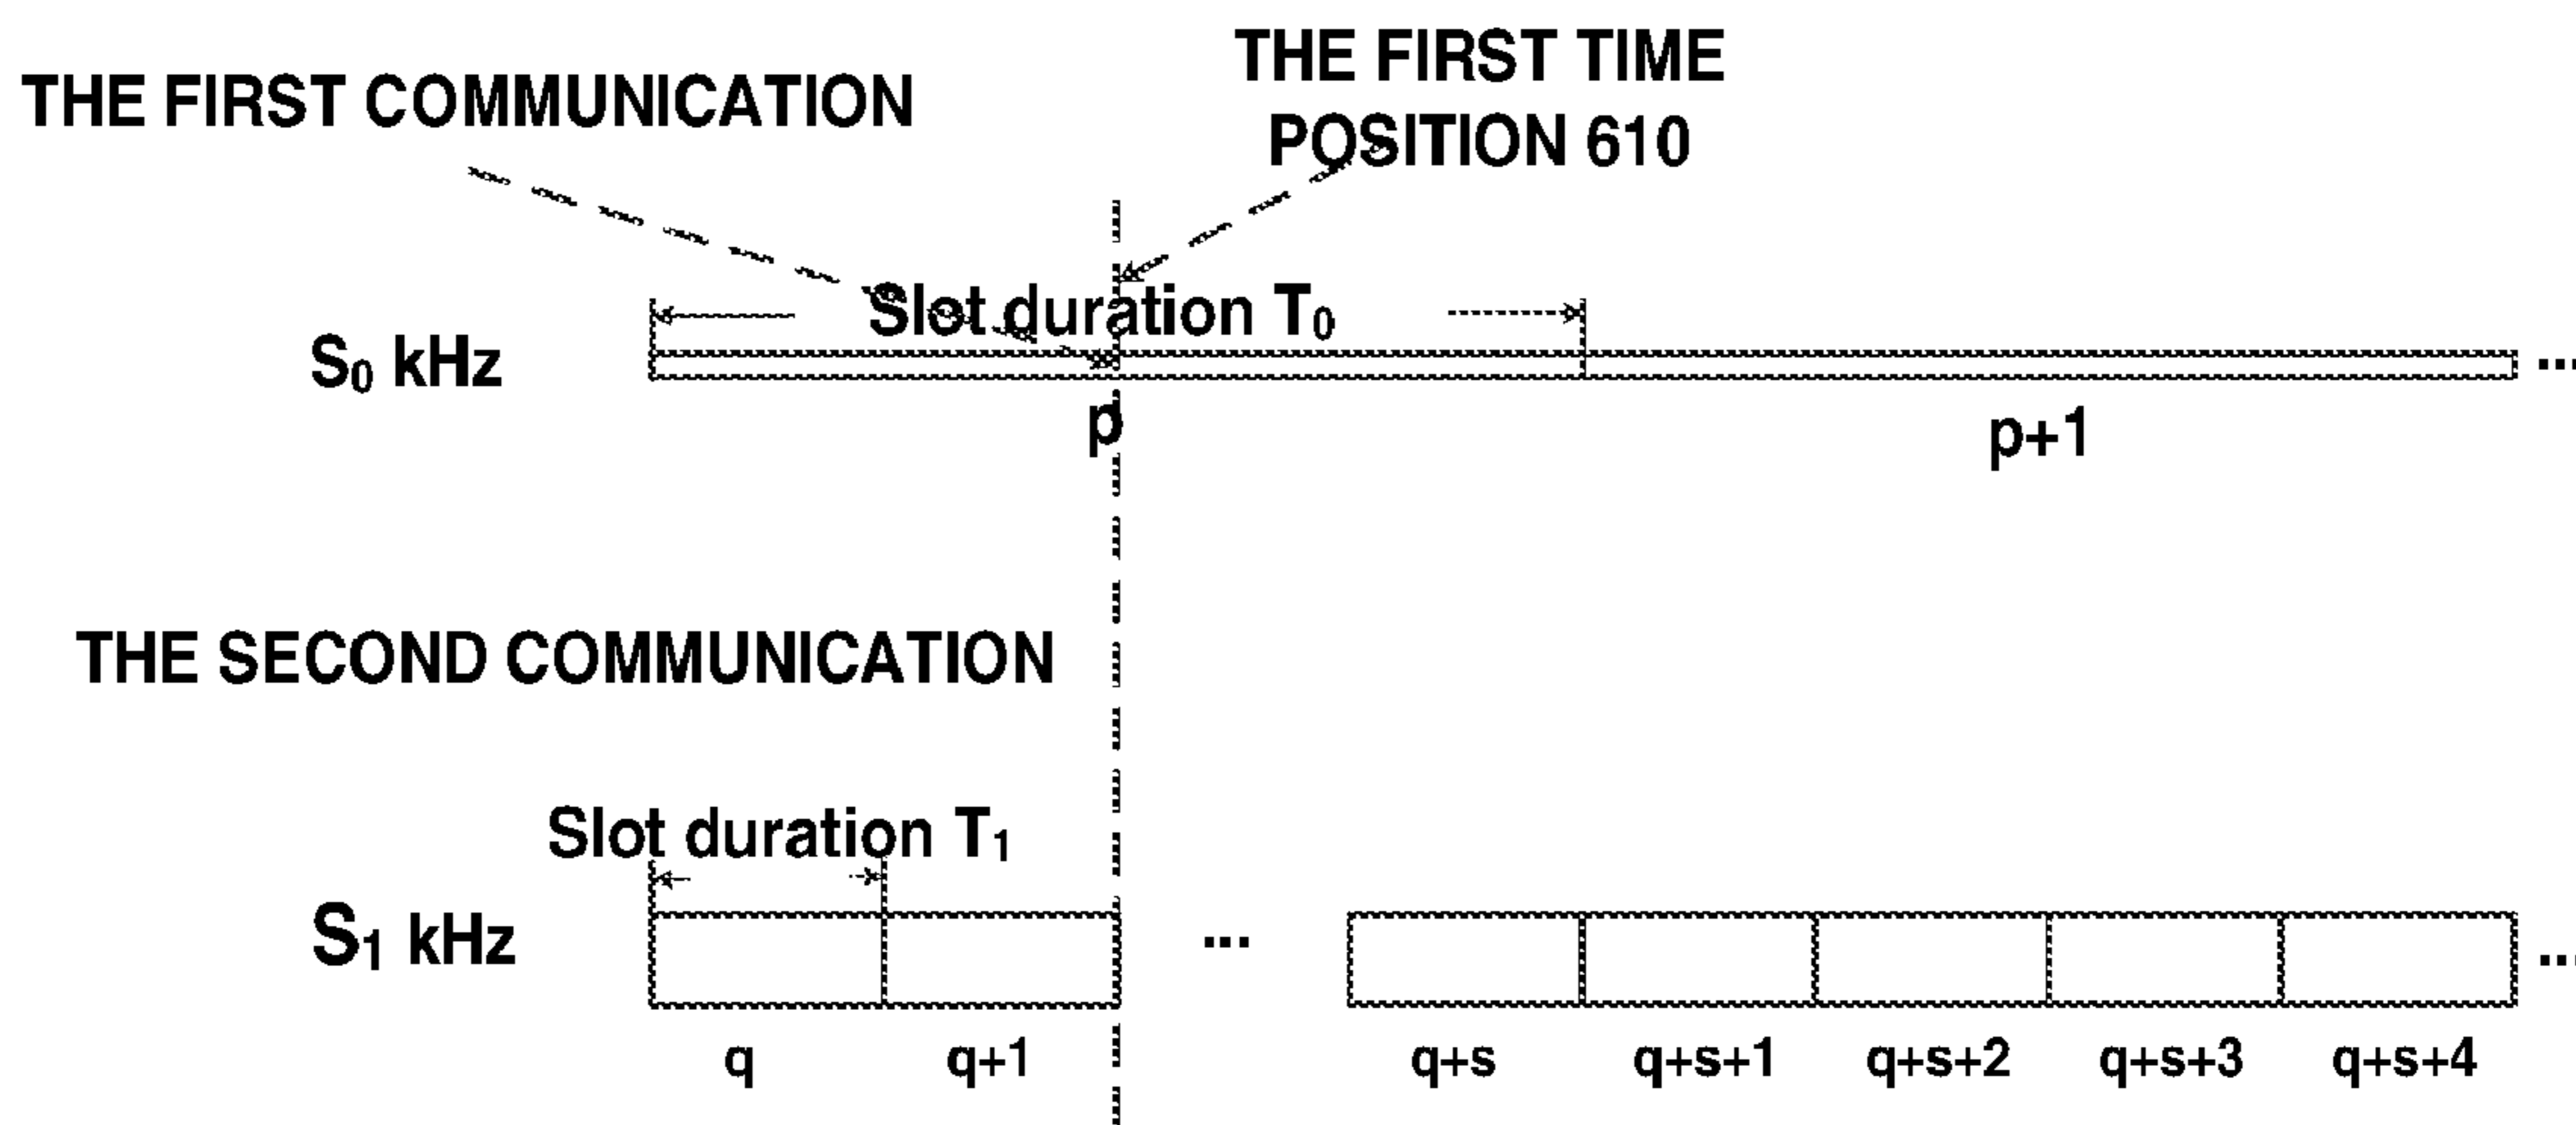 THE FIRST COMMUNICATION
THE FIRST TIME
POSITION 610
Slot duration T₀
S₀ kHz
...
p
p+1
THE SECOND COMMUNICATION
Slot duration T₁
S₁ kHz
...
...
q
q+1
q+s
q+s+1
q+s+2
q+s+3
q+s+4